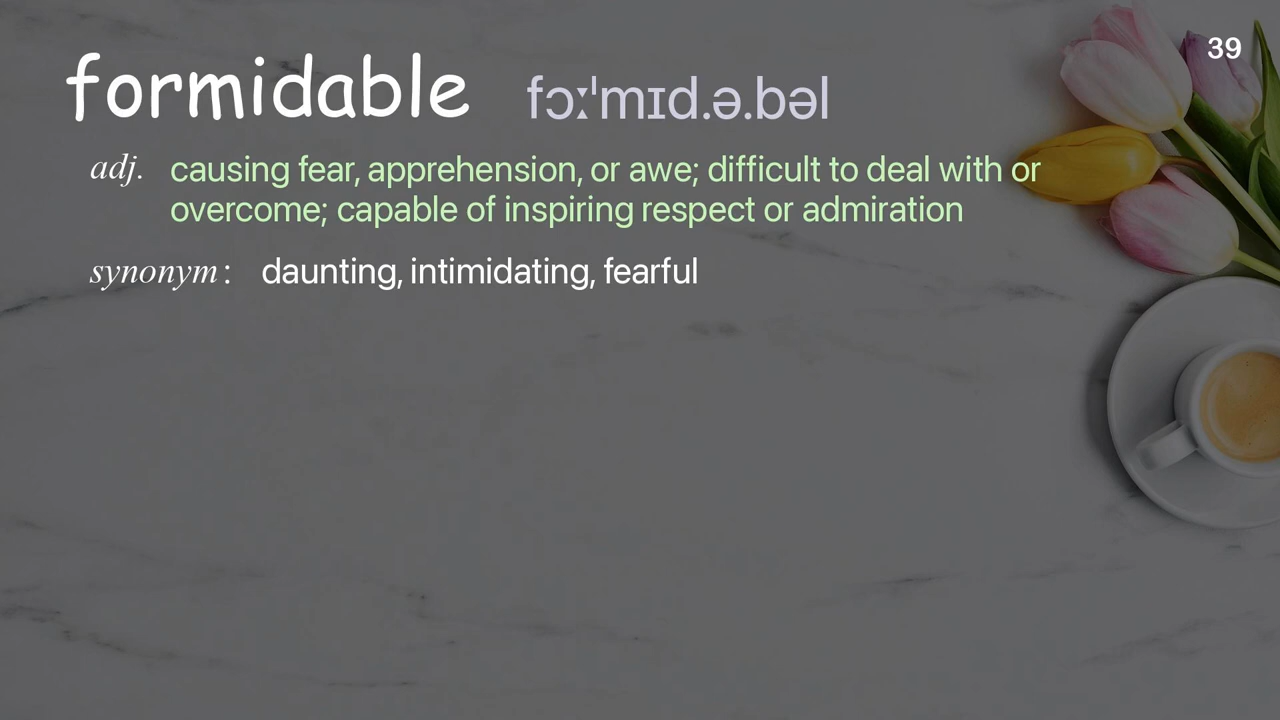 39
formidable fɔːˈmɪd.ə.bəl
adj. causing fear, apprehension, or awe; difficult to deal with or
overcome; capable of inspiring respect or admiration
synonym : daunting, intimidating, fearful